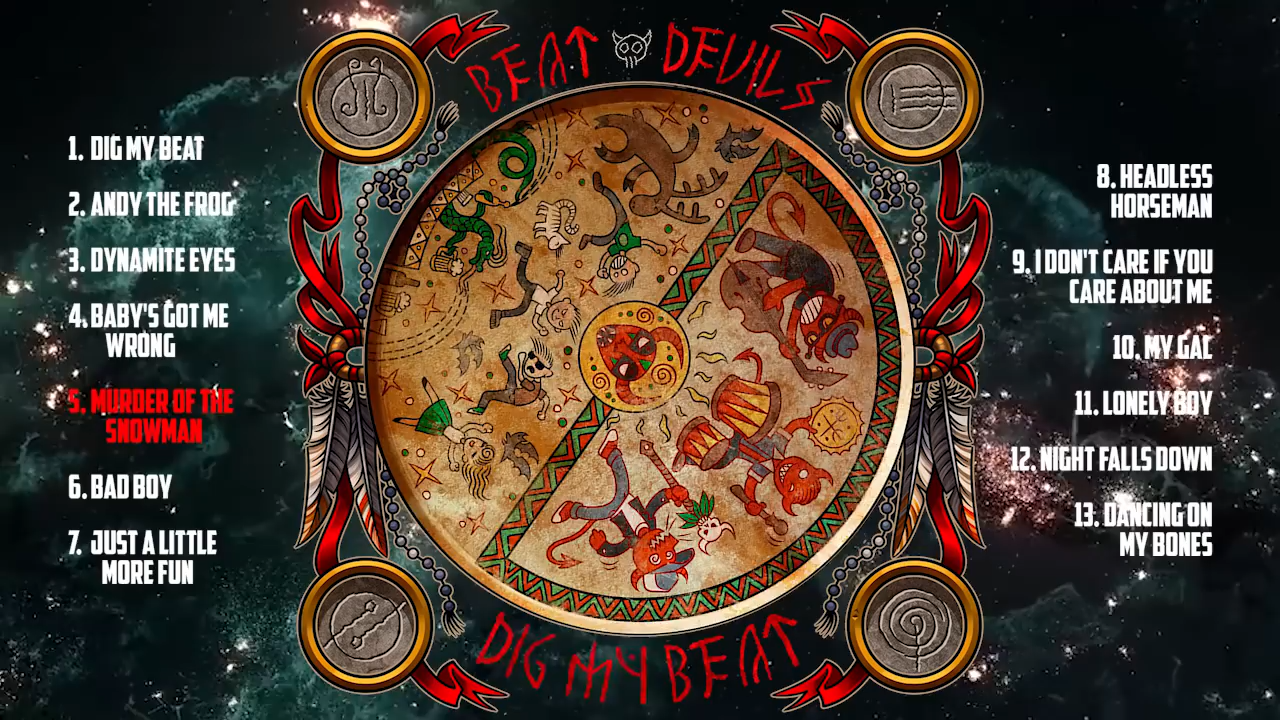 BEAT DEVILS
1. DIG MY BEAT
2. ANDY THE FROG
3. DYNAMITE EYES
4. BABY'S GOT ME
WRONG
5. MURDER OF THE
SNOWMAN
6. BAD BOY
7. JUST A LITTLE
MORE FUN
8. HEADLESS
HORSEMAN
9. I DON'T CARE IF YOU
CARE ABOUT ME
10. MY GAL
11. LONELY BOY
12. NIGHT FALLS DOWN
13. DANCING ON
MY BONES
DIG MY BEAT